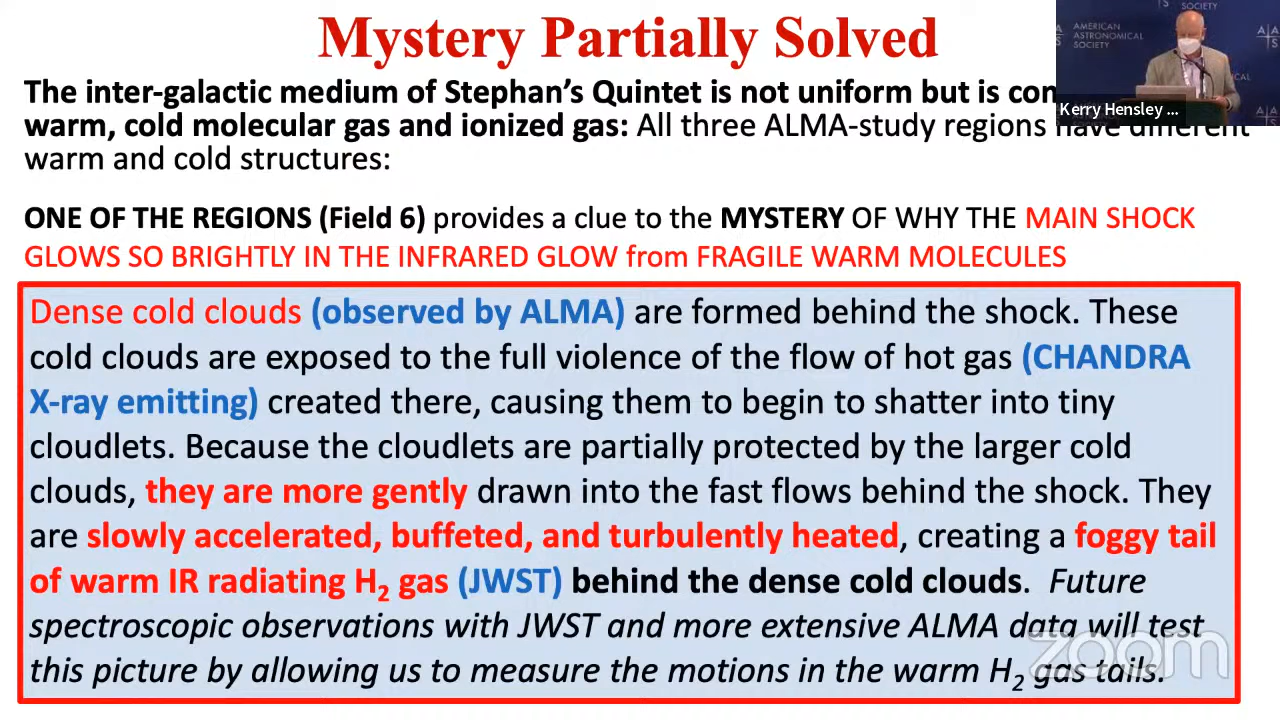 Mystery Partially Solved
SOCIETY
AMERICAN
ASTRONOMICAL
SOCIETY
Kerry Hensley ...
The inter-galactic medium of Stephan's Quintet is not uniform but is
warm, cold molecular gas and ionized gas: All three ALMA-study regions have different
warm and cold structures:
ONE OF THE REGIONS (Field 6) provides a clue to the MYSTERY OF WHY THE MAIN SHOCK
GLOWS SO BRIGHTLY IN THE INFRARED GLOW from FRAGILE WARM MOLECULES
Dense cold clouds (observed by ALMA) are formed behind the shock. These
cold clouds are exposed to the full violence of the flow of hot gas (CHANDRA
X-ray emitting) created there, causing them to begin to shatter into tiny
cloudlets. Because the cloudlets are partially protected by the larger cold
clouds, they are more gently drawn into the fast flows behind the shock. They
are slowly accelerated, buffeted, and turbulently heated, creating a foggy tail
of warm IR radiating H₂ gas (JWST) behind the dense cold clouds. Future
spectroscopic observations with JWST and more extensive ALMA data will test
this picture by allowing us to measure the motions in the warm H₂ gas tails.
zoom